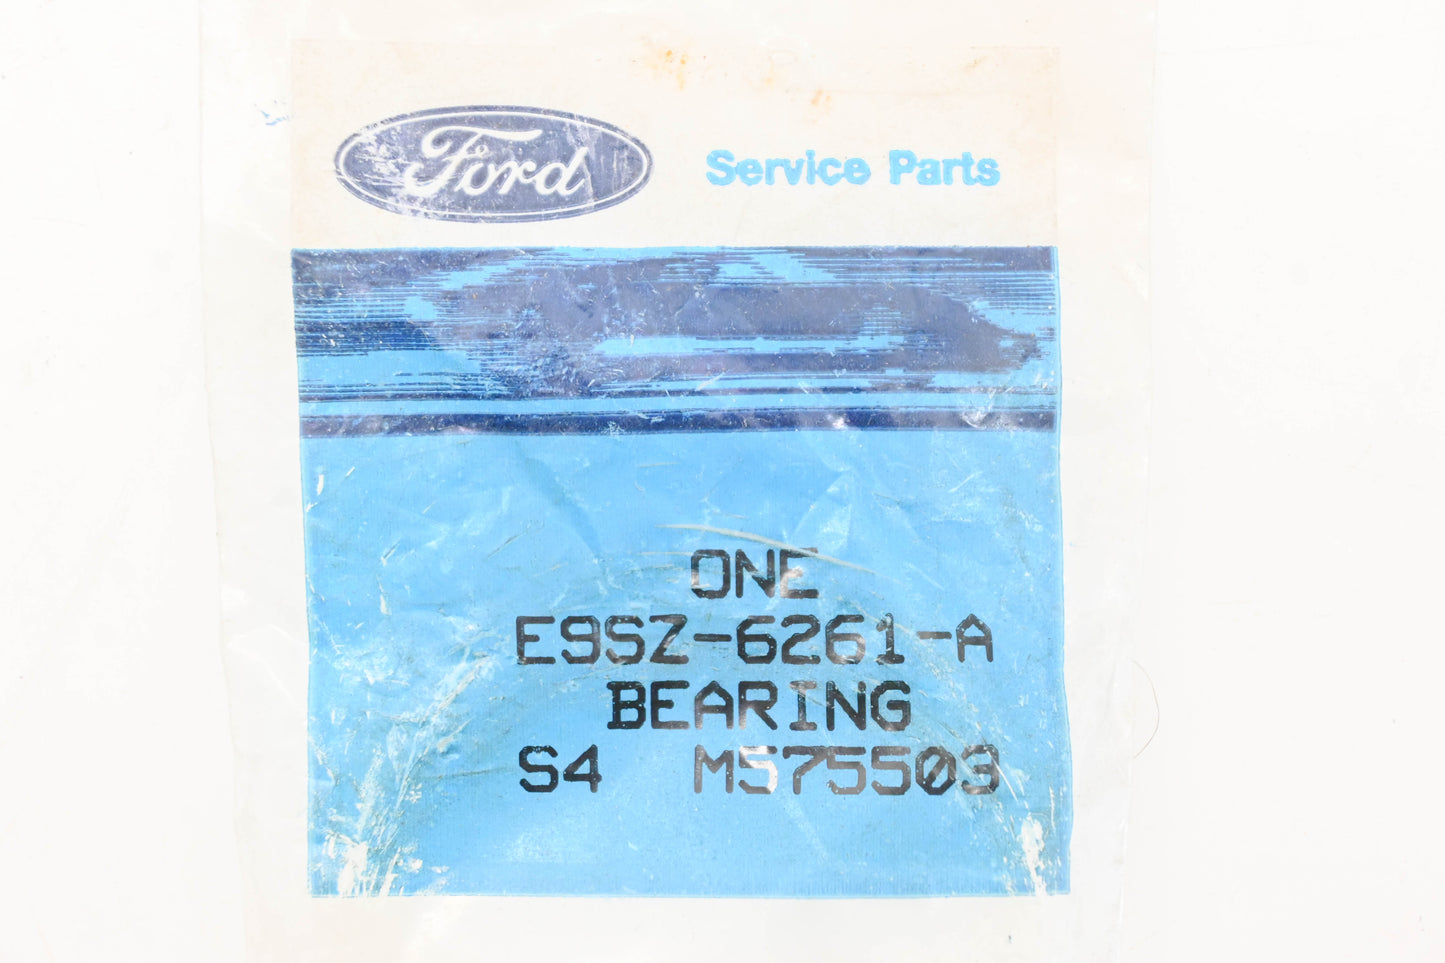 Ford Service Parts
ONE
E9SZ-6261-A
BEARING
S4 M575503